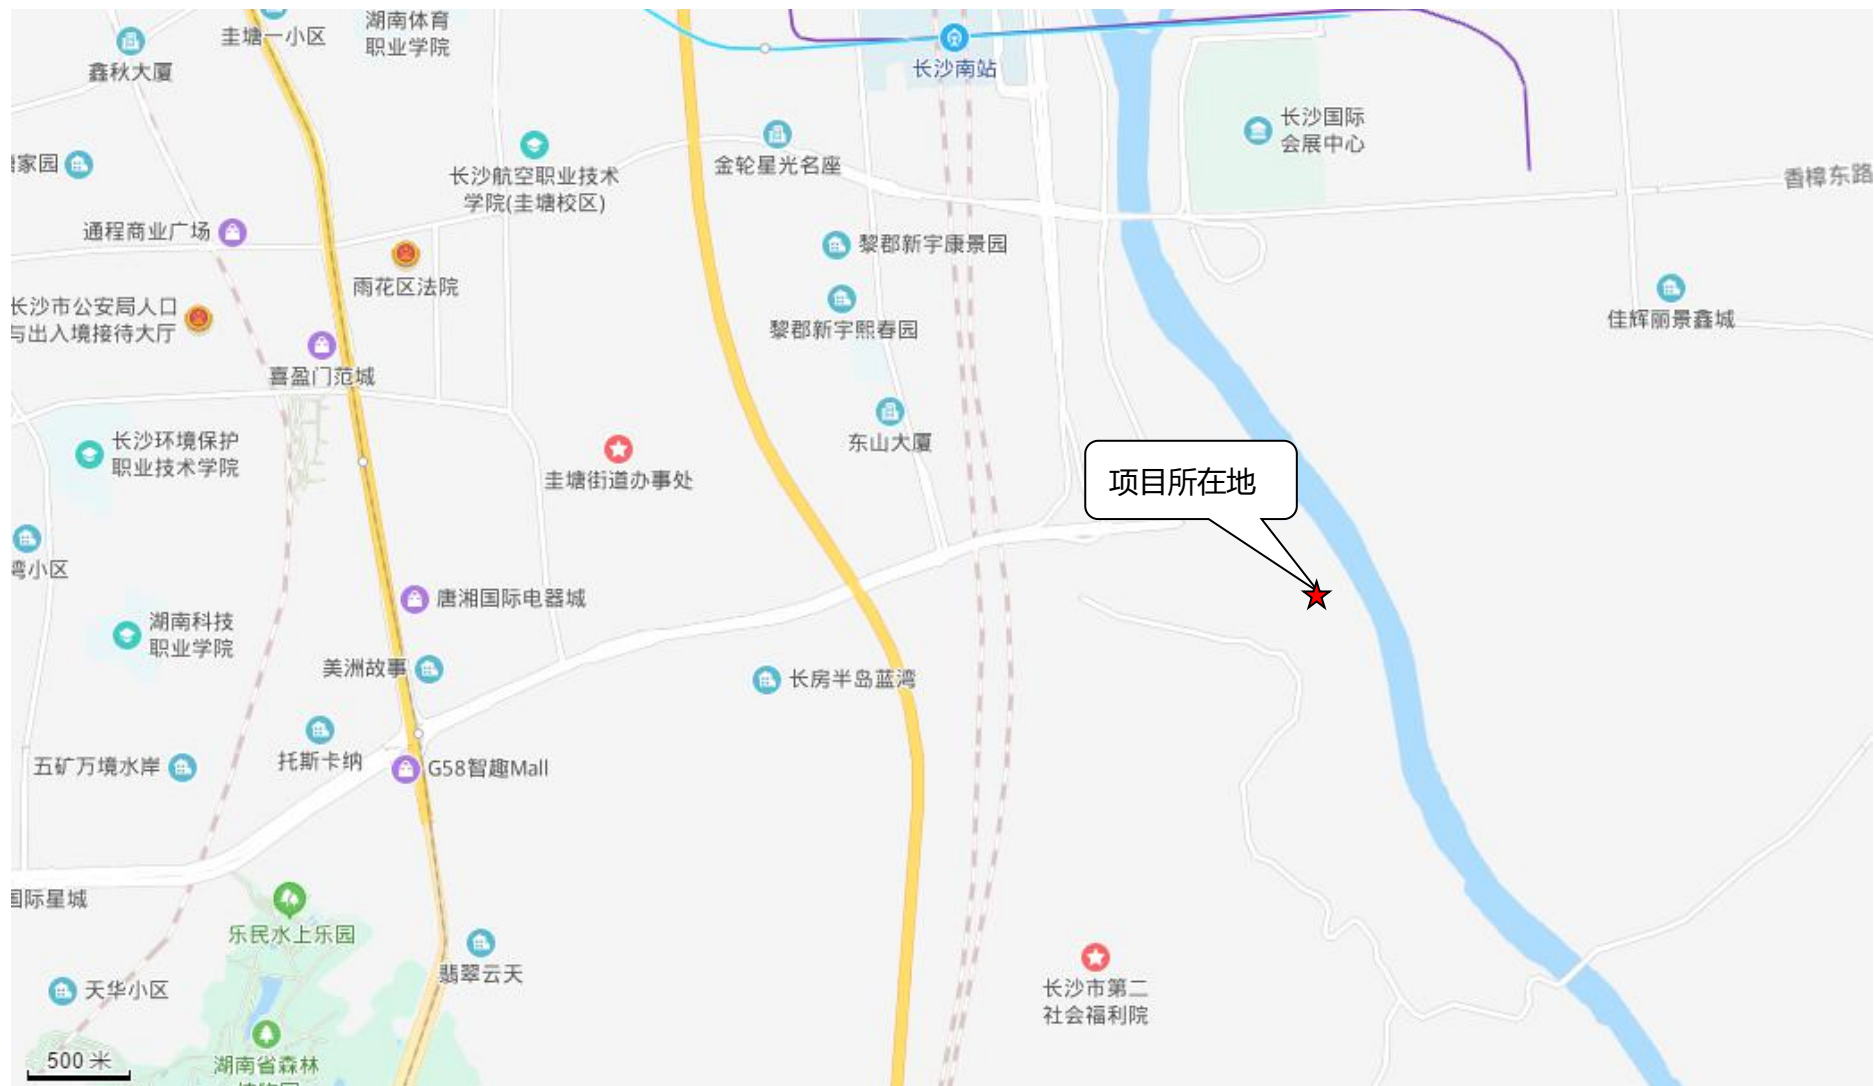 湖南体育
职业学院
圭塘一小区
鑫秋大厦
长沙南站
长沙国际
会展中心
家园
长沙航空职业技术
学院(圭塘校区)
金轮星光名座
香樟东路
通程商业广场
黎郡新宇康景园
雨花区法院
长沙市公安局人口
与出入境接待大厅
黎郡新宇熙春园
佳辉丽景鑫城
喜盈门范城
长沙环境保护
职业技术学院
东山大厦
圭塘街道办事处
项目所在地
湾小区
唐湘国际电器城
湖南科技
职业学院
美洲故事
长房半岛蓝湾
托斯卡纳
五矿万境水岸
G58智趣Mall
国际星城
乐民水上乐园
翡翠云天
天华小区
长沙市第二
社会福利院
500 米
湖南省森林